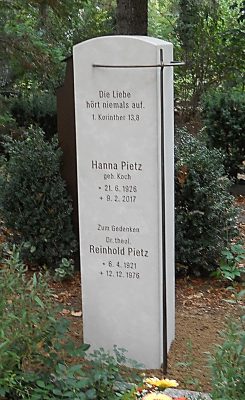 Die Liebe
hört niemals auf.
1. Korinther 13,8
Hanna Pietz
geb. Koch
* 21. 6. 1926
+ 9. 2. 2017
Zum Gedenken
Dr. theol.
Reinhold Pietz
* 6. 4. 1921
+ 12. 12. 1976